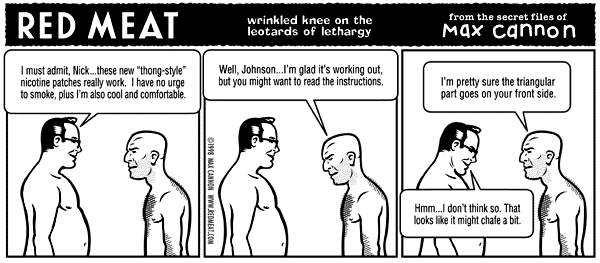 RED MEAT
wrinkled knee on the
leotards of lethargy
from the secret files of
Max cannon
I must admit, Nick...these new "thong-style"
nicotine patches really work.  I have no urge
to smoke, plus I'm also cool and comfortable.
©1998 MAX CANNON  WWW.REDMEAT.COM
Well, Johnson...I'm glad it's working out,
but you might want to read the instructions.
I'm pretty sure the triangular
part goes on your front side.
Hmm...I don't think so. That
looks like it might chafe a bit.